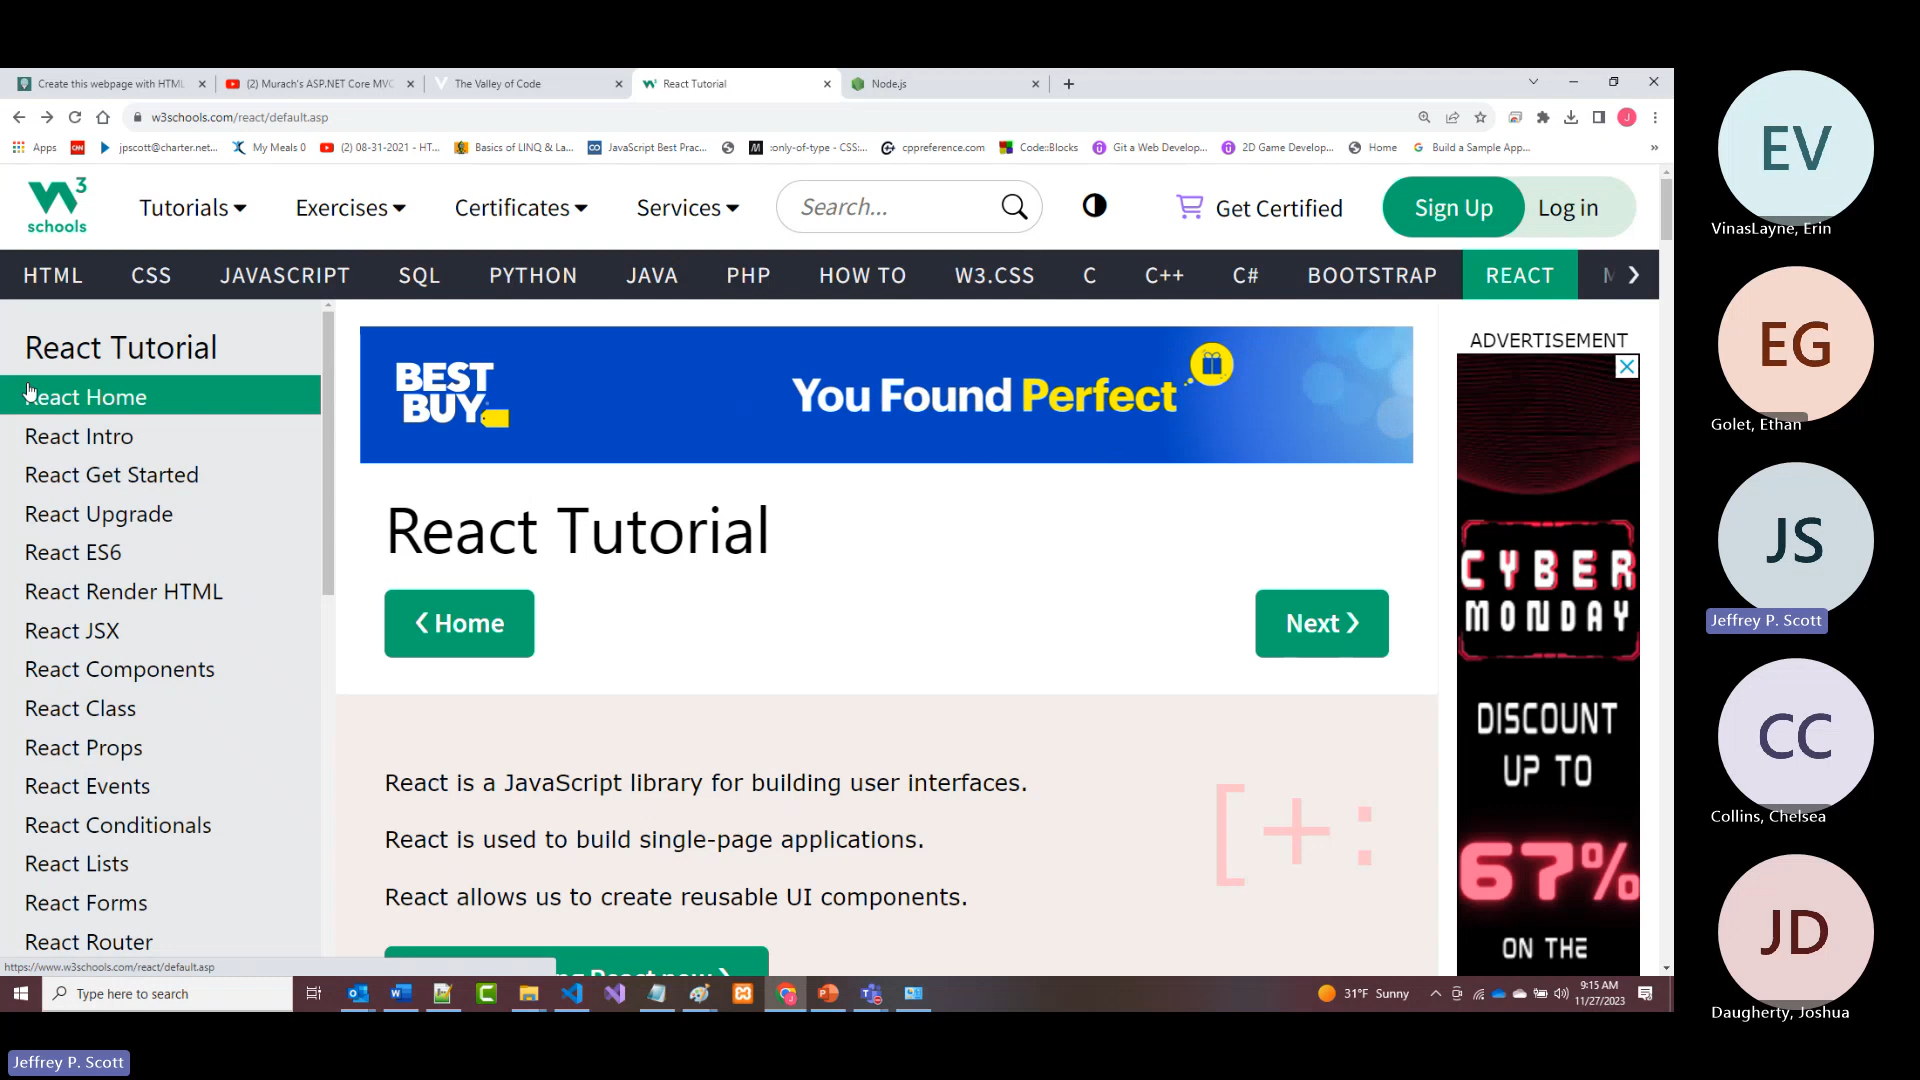 Create this webpage with HTML
(2) Murach's ASP.NET Core MVC
The Valley of Code
React Tutorial
Node.js
w3schools.com/react/default.asp
Apps
CNN
jpscott@charter.net...
My Meals 0
(2) 08-31-2021 - HT...
Basics of LINQ & La...
JavaScript Best Prac...
:only-of-type - CSS:...
cppreference.com
Code::Blocks
Git a Web Develop...
2D Game Develop...
Home
Build a Sample App...
W3
schools
Tutorials
Exercises
Certificates
Services
Search...
Get Certified
Sign Up
Log in
HTML
CSS
JAVASCRIPT
SQL
PYTHON
JAVA
PHP
HOW TO
W3.CSS
C
C++
C#
BOOTSTRAP
REACT
React Tutorial
React Home
React Intro
React Get Started
React Upgrade
React ES6
React Render HTML
React JSX
React Components
React Class
React Props
React Events
React Conditionals
React Lists
React Forms
React Router
https://www.w3schools.com/react/default.asp
BEST
BUY
You Found Perfect
React Tutorial
❮ Home
Next ❯
React is a JavaScript library for building user interfaces.
React is used to build single-page applications.
React allows us to create reusable UI components.
[+:
React now ❯
ADVERTISEMENT
CYBER
MONDAY
DISCOUNT
UP TO
67%
ON THE
Type here to search
31°F Sunny
9:15 AM
11/27/2023
EV
VinasLayne, Erin
EG
Golet, Ethan
JS
Jeffrey P. Scott
CC
Collins, Chelsea
JD
Daugherty, Joshua
Jeffrey P. Scott